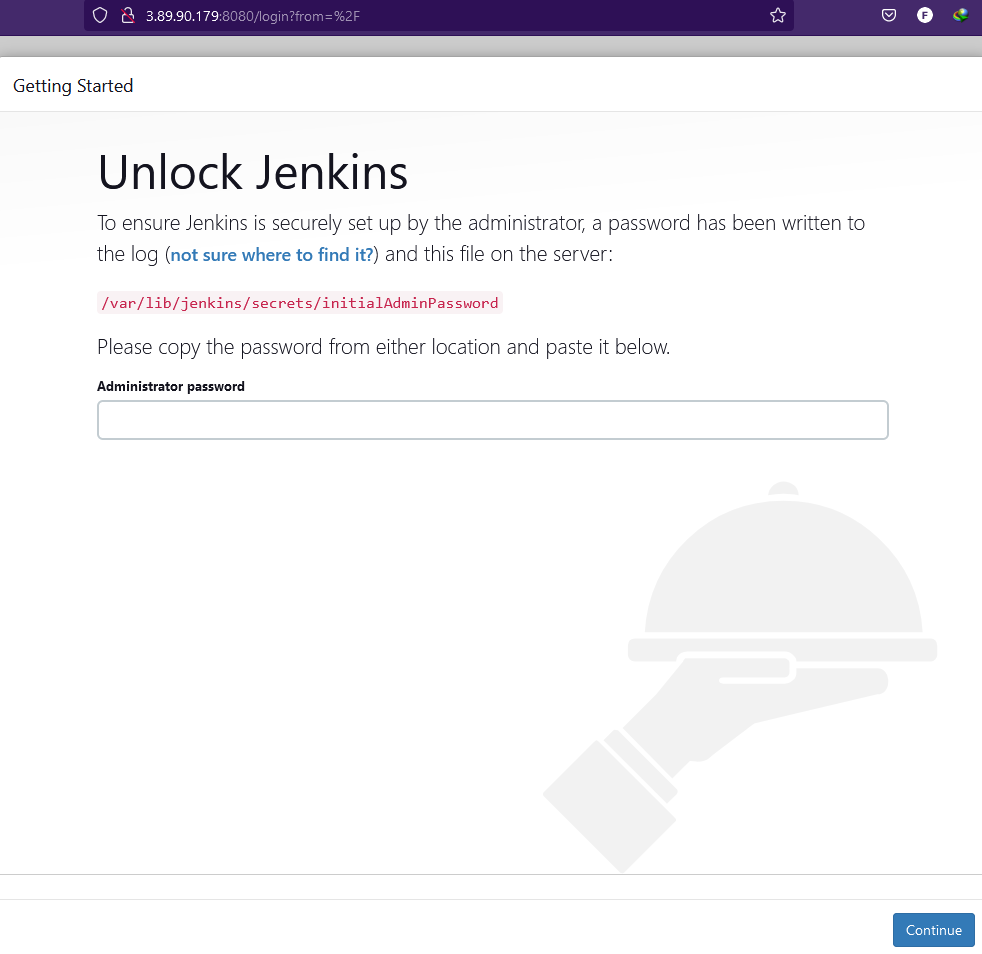 3.89.90.179:8080/login?from=%2F
F
Getting Started
Unlock Jenkins
To ensure Jenkins is securely set up by the administrator, a password has been written to
the log (not sure where to find it?) and this file on the server:
/var/lib/jenkins/secrets/initialAdminPassword
Please copy the password from either location and paste it below.
Administrator password
Continue